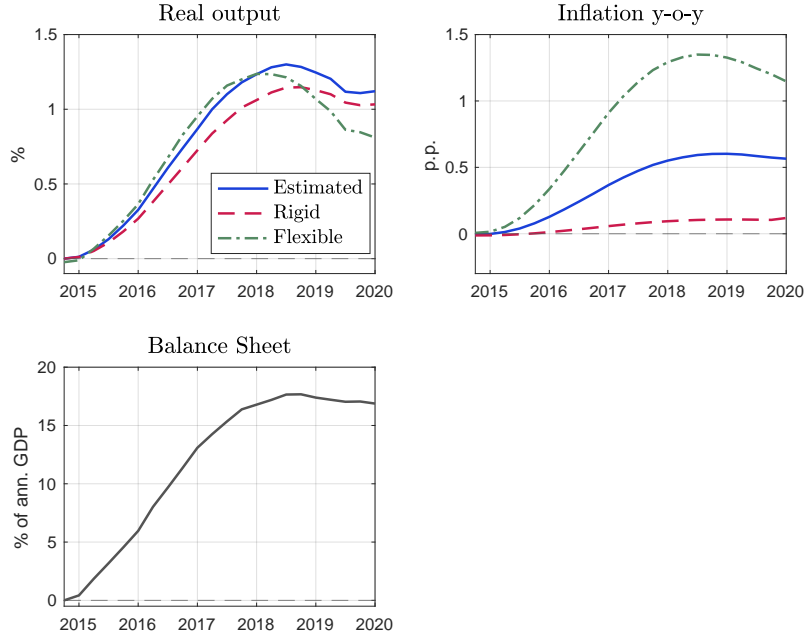 Real output
1.5
1
0.5
0
%
Estimated
Rigid
Flexible
2015 2016 2017 2018 2019 2020
Inflation y-o-y
1.5
1
0.5
0
p.p.
2015 2016 2017 2018 2019 2020
Balance Sheet
20
15
10
5
0
% of ann. GDP
2015 2016 2017 2018 2019 2020